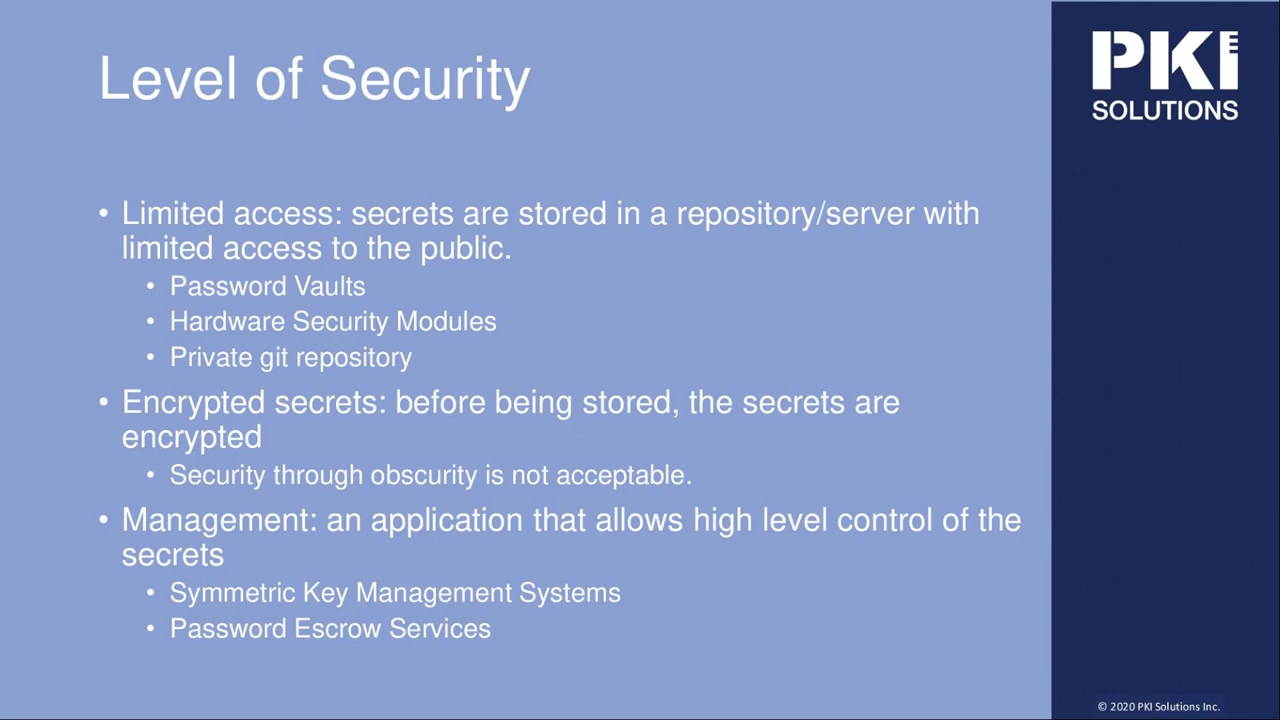 Level of Security
PKI
SOLUTIONS
• Limited access: secrets are stored in a repository/server with
limited access to the public.
• Password Vaults
• Hardware Security Modules
• Private git repository
• Encrypted secrets: before being stored, the secrets are
encrypted
• Security through obscurity is not acceptable.
• Management: an application that allows high level control of the
secrets
• Symmetric Key Management Systems
• Password Escrow Services
© 2020 PKI Solutions Inc.